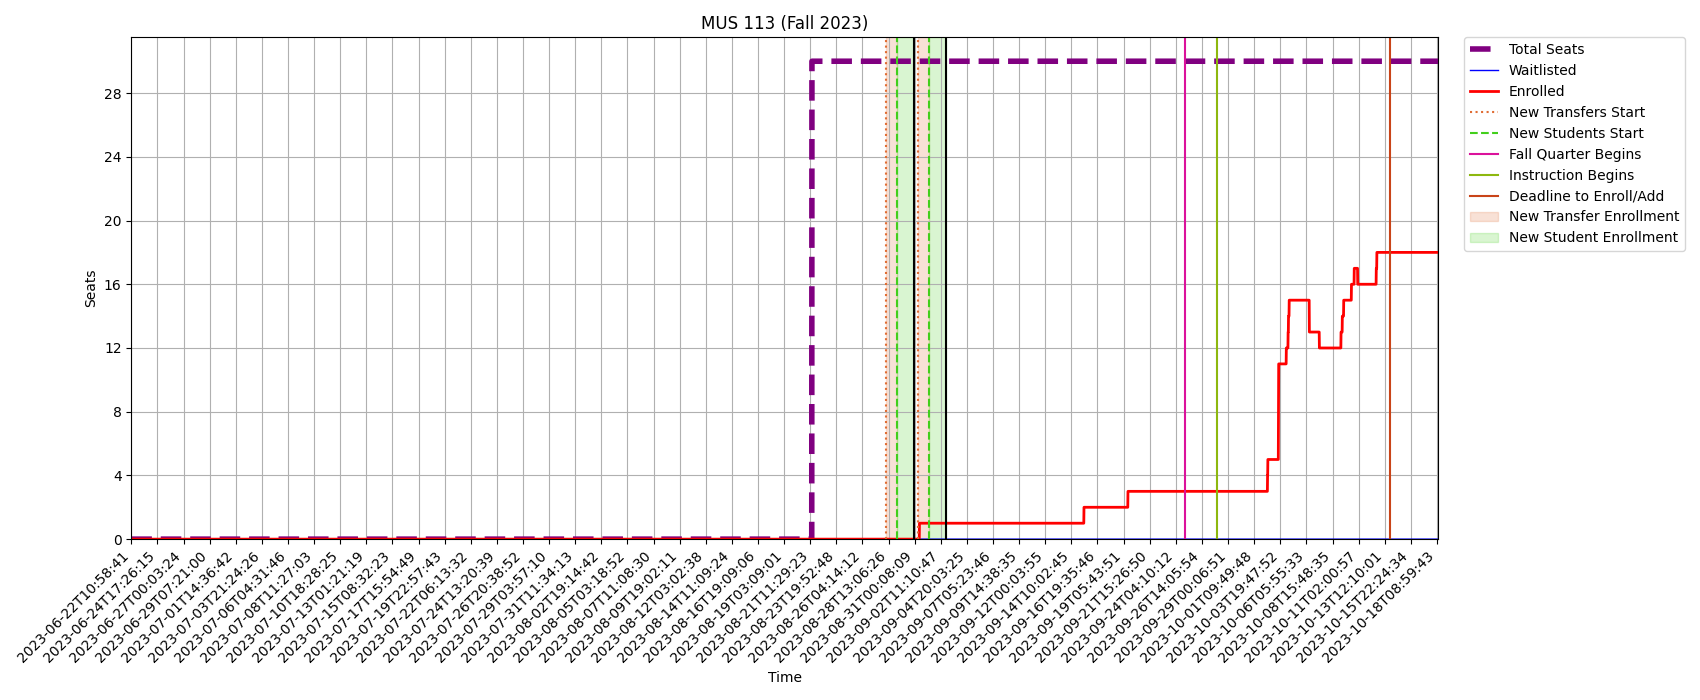 MUS 113 (Fall 2023)
Seats
28
24
20
16
12
8
4
0
2023-06-22T10:58:41
2023-06-24T17:26:15
2023-06-27T00:03:24
2023-06-29T07:21:00
2023-07-01T14:36:42
2023-07-03T21:24:26
2023-07-06T04:31:46
2023-07-08T11:27:03
2023-07-10T18:28:25
2023-07-13T01:21:19
2023-07-15T08:32:23
2023-07-17T15:54:49
2023-07-19T22:57:43
2023-07-22T06:13:32
2023-07-24T13:20:39
2023-07-26T20:38:52
2023-07-29T03:57:10
2023-07-31T11:34:13
2023-08-02T19:14:42
2023-08-05T03:18:52
2023-08-07T11:08:30
2023-08-09T19:02:11
2023-08-12T03:02:38
2023-08-14T11:09:24
2023-08-16T19:09:06
2023-08-19T03:09:01
2023-08-21T11:29:23
2023-08-23T19:52:48
2023-08-26T04:14:12
2023-08-28T13:06:26
2023-08-31T00:08:09
2023-09-02T11:10:47
2023-09-04T20:03:25
2023-09-07T05:23:46
2023-09-09T14:38:35
2023-09-12T00:03:55
2023-09-14T10:02:45
2023-09-16T19:35:46
2023-09-19T05:43:51
2023-09-21T15:26:50
2023-09-24T04:10:12
2023-09-26T14:05:54
2023-09-29T00:06:51
2023-10-01T09:49:48
2023-10-03T19:47:52
2023-10-06T05:55:33
2023-10-08T15:48:35
2023-10-11T02:00:57
2023-10-13T12:10:01
2023-10-15T22:24:34
2023-10-18T08:59:43
Time
Total Seats
Waitlisted
Enrolled
New Transfers Start
New Students Start
Fall Quarter Begins
Instruction Begins
Deadline to Enroll/Add
New Transfer Enrollment
New Student Enrollment